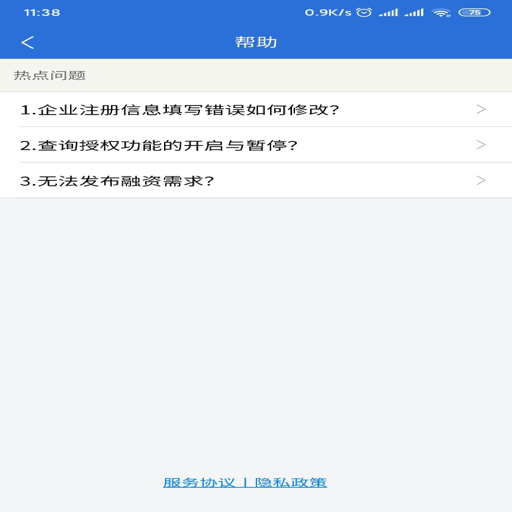 11:38 0.9K/s 75
帮助
热点问题
1.企业注册信息填写错误如何修改?
2.查询授权功能的开启与暂停?
3.无法发布融资需求?
服务协议 | 隐私政策